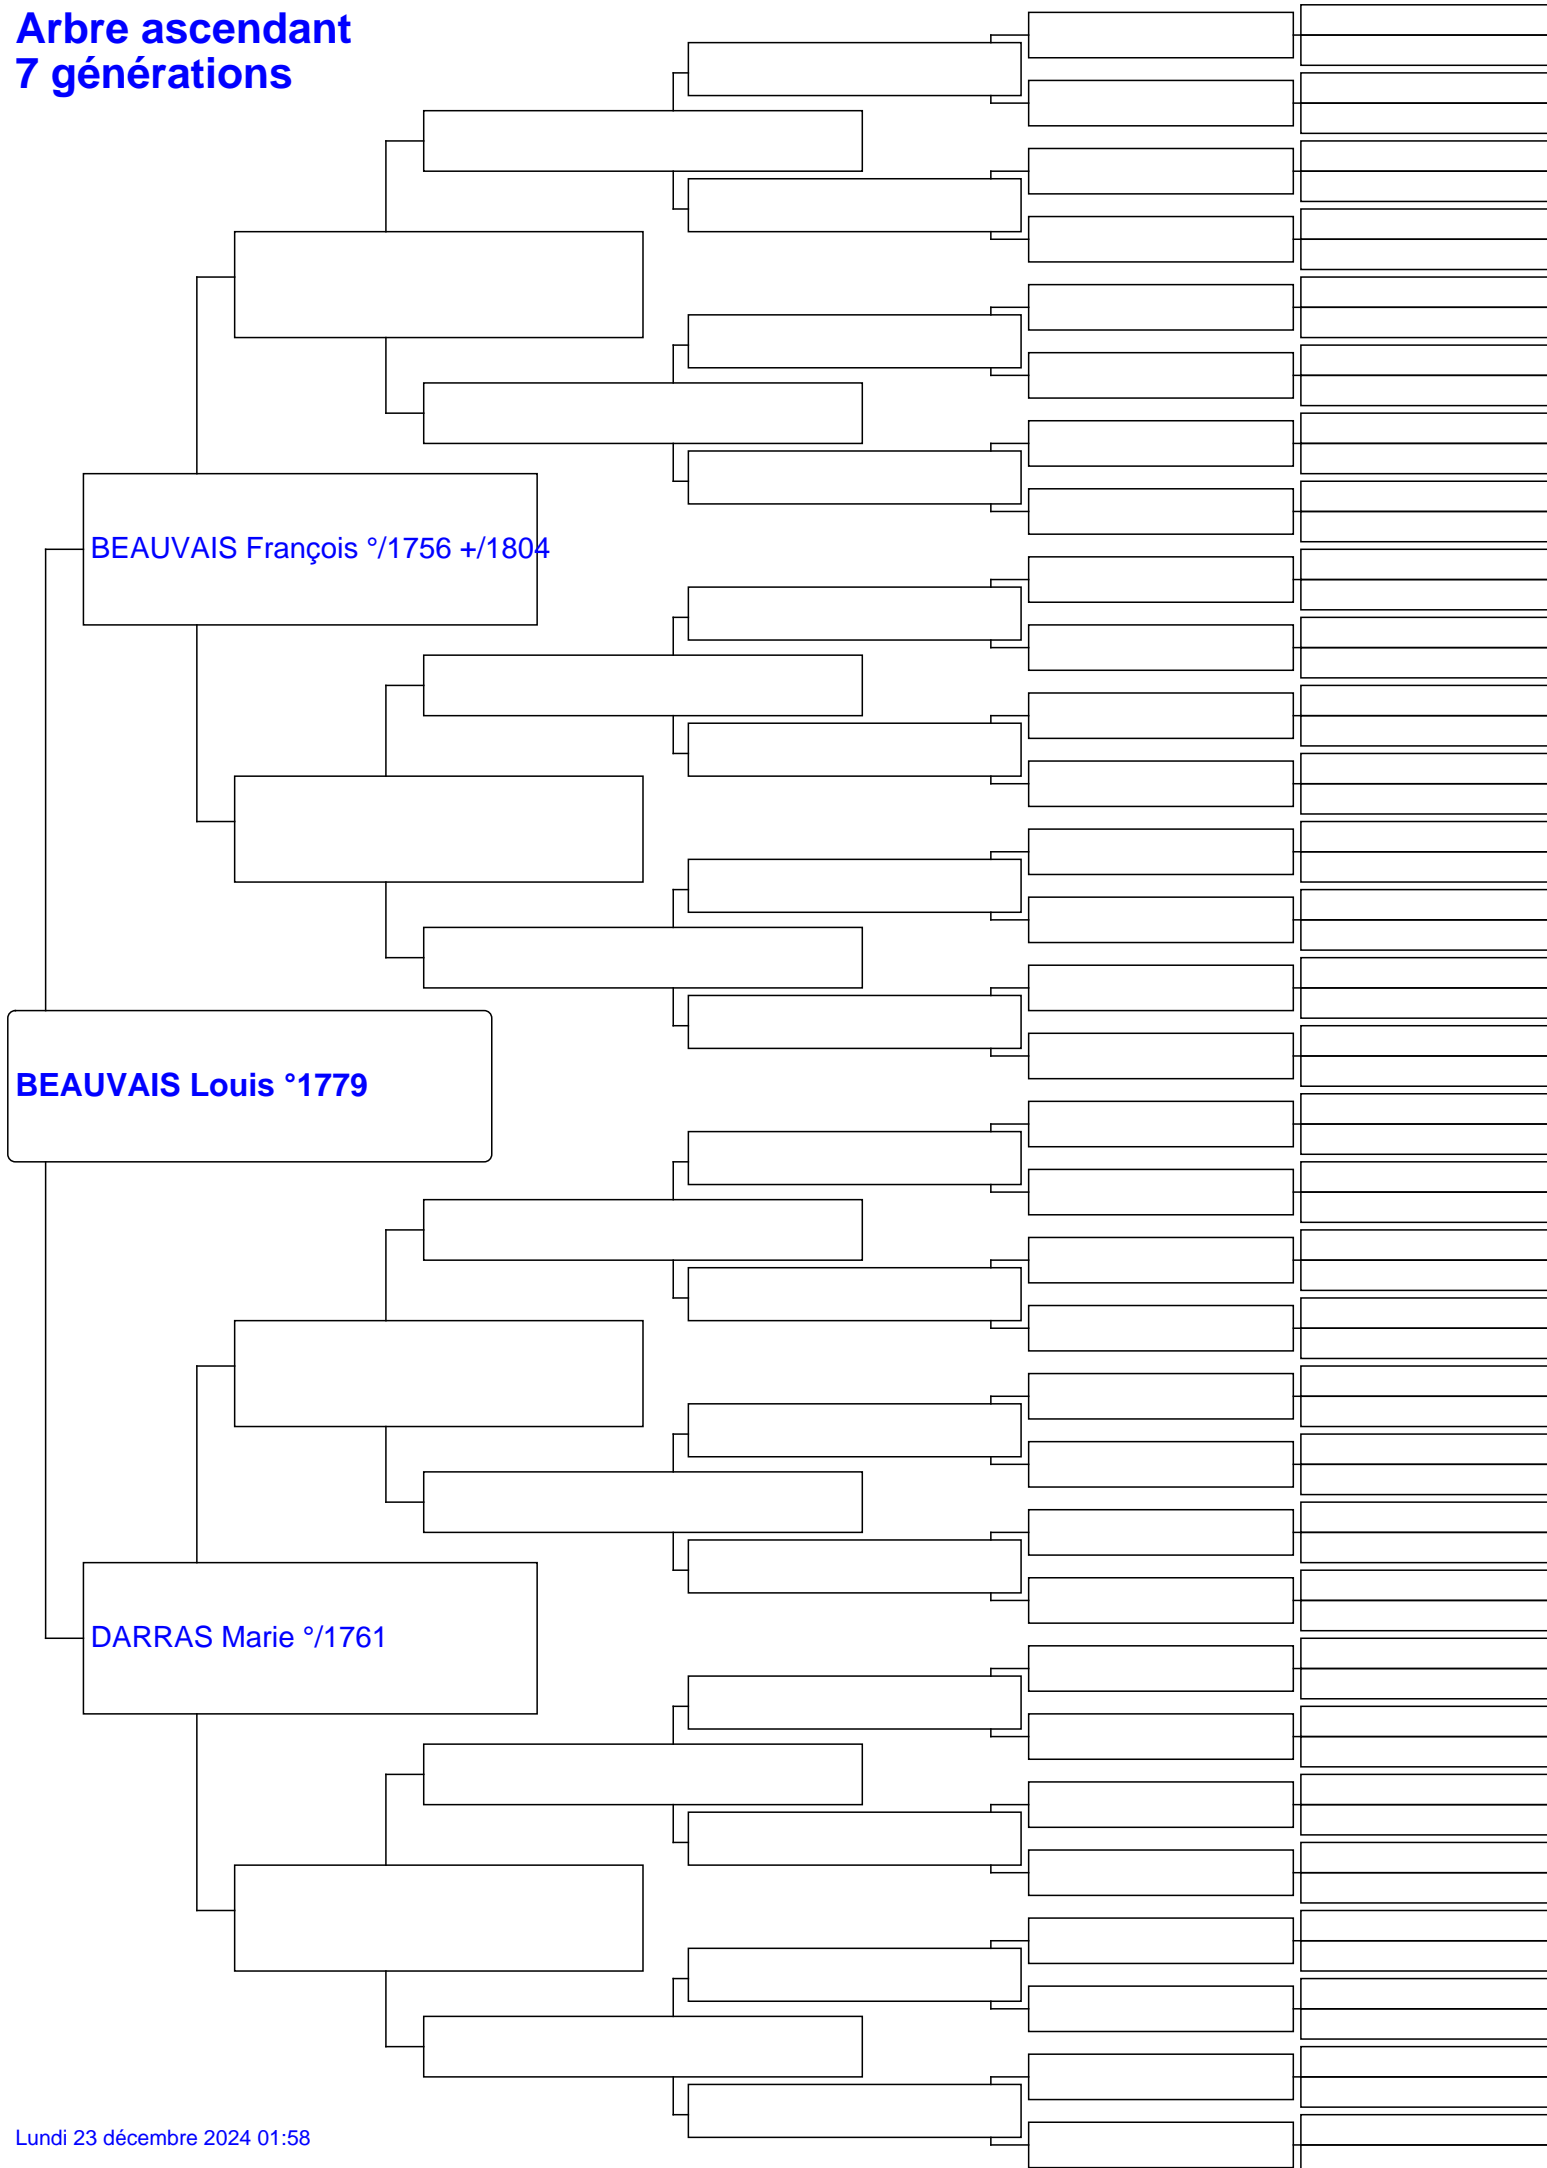 Arbre ascendant
7 générations
BEAUVAIS François °/1756 +/1804
BEAUVAIS Louis °1779
DARRAS Marie °/1761
Lundi 23 décembre 2024 01:58